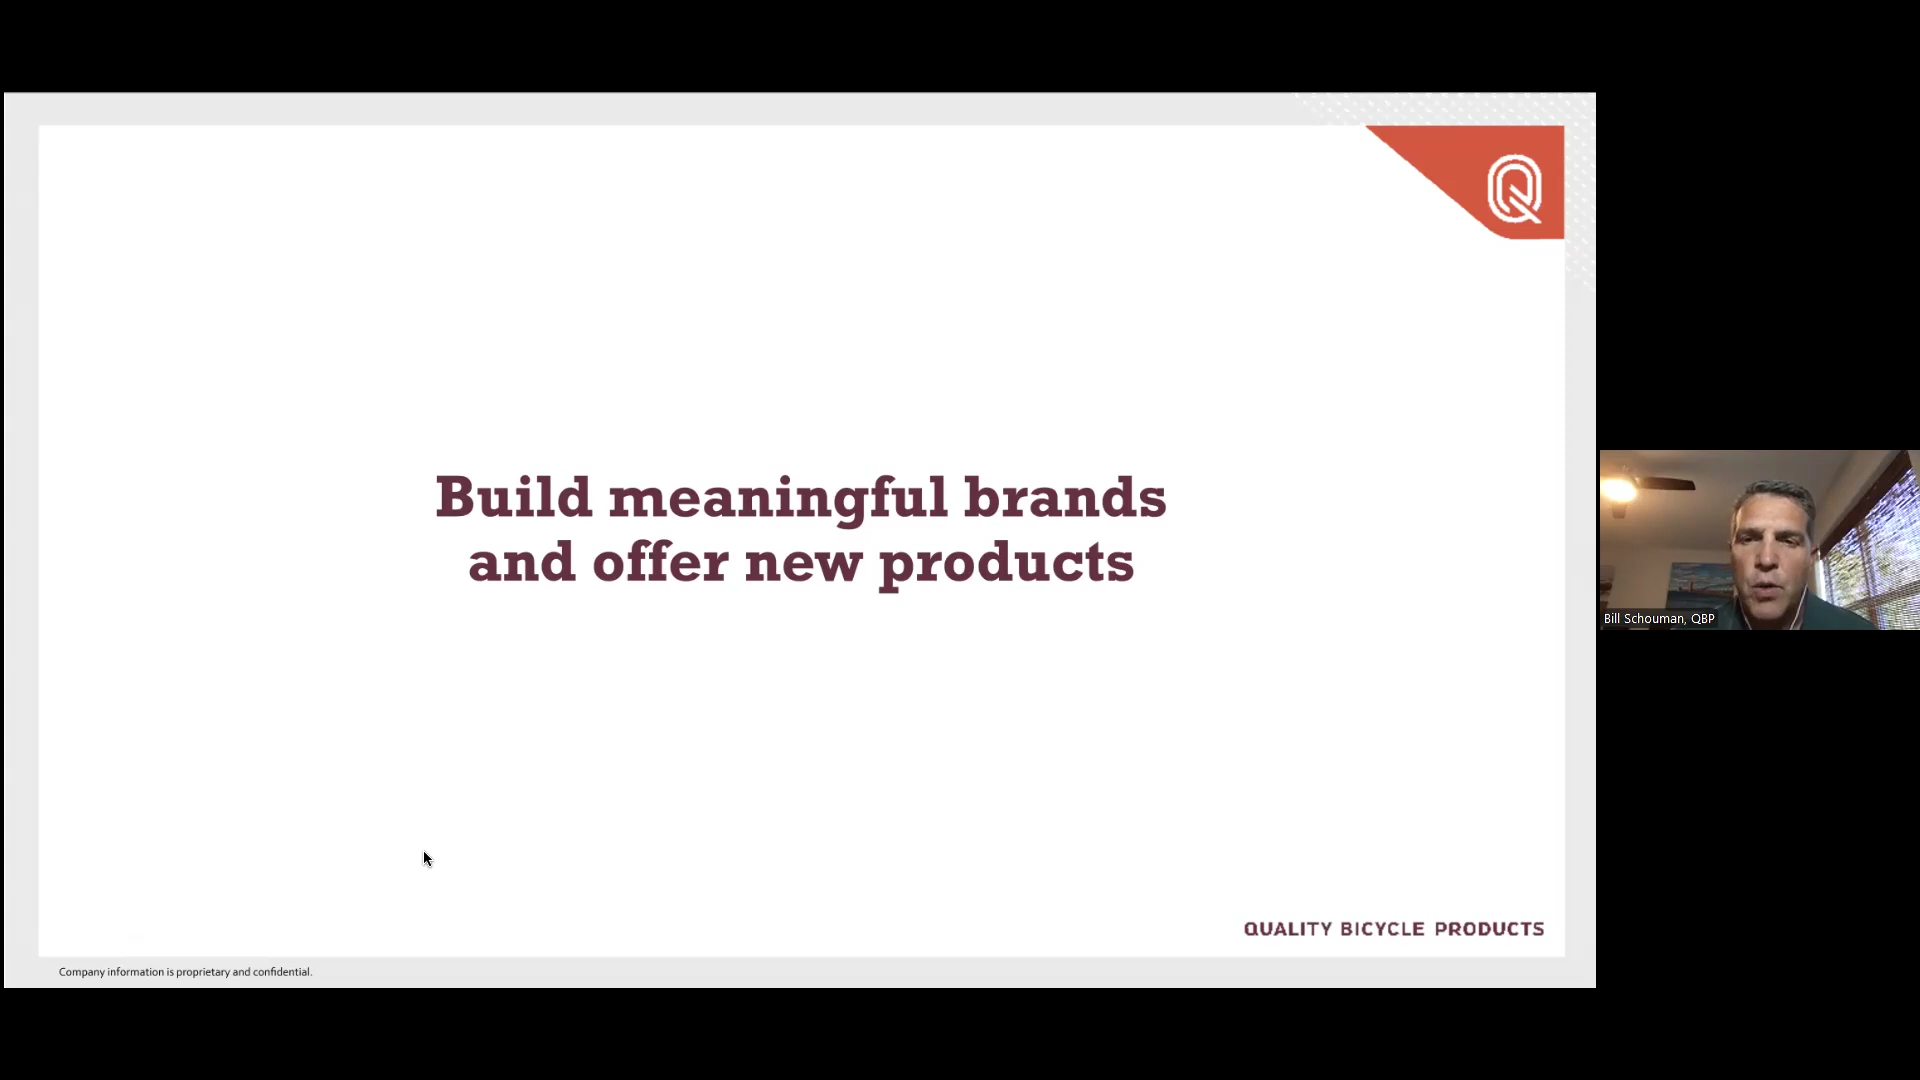 Q
Build meaningful brands
and offer new products
Bill Schouman, QBP
QUALITY BICYCLE PRODUCTS
Company information is proprietary and confidential.